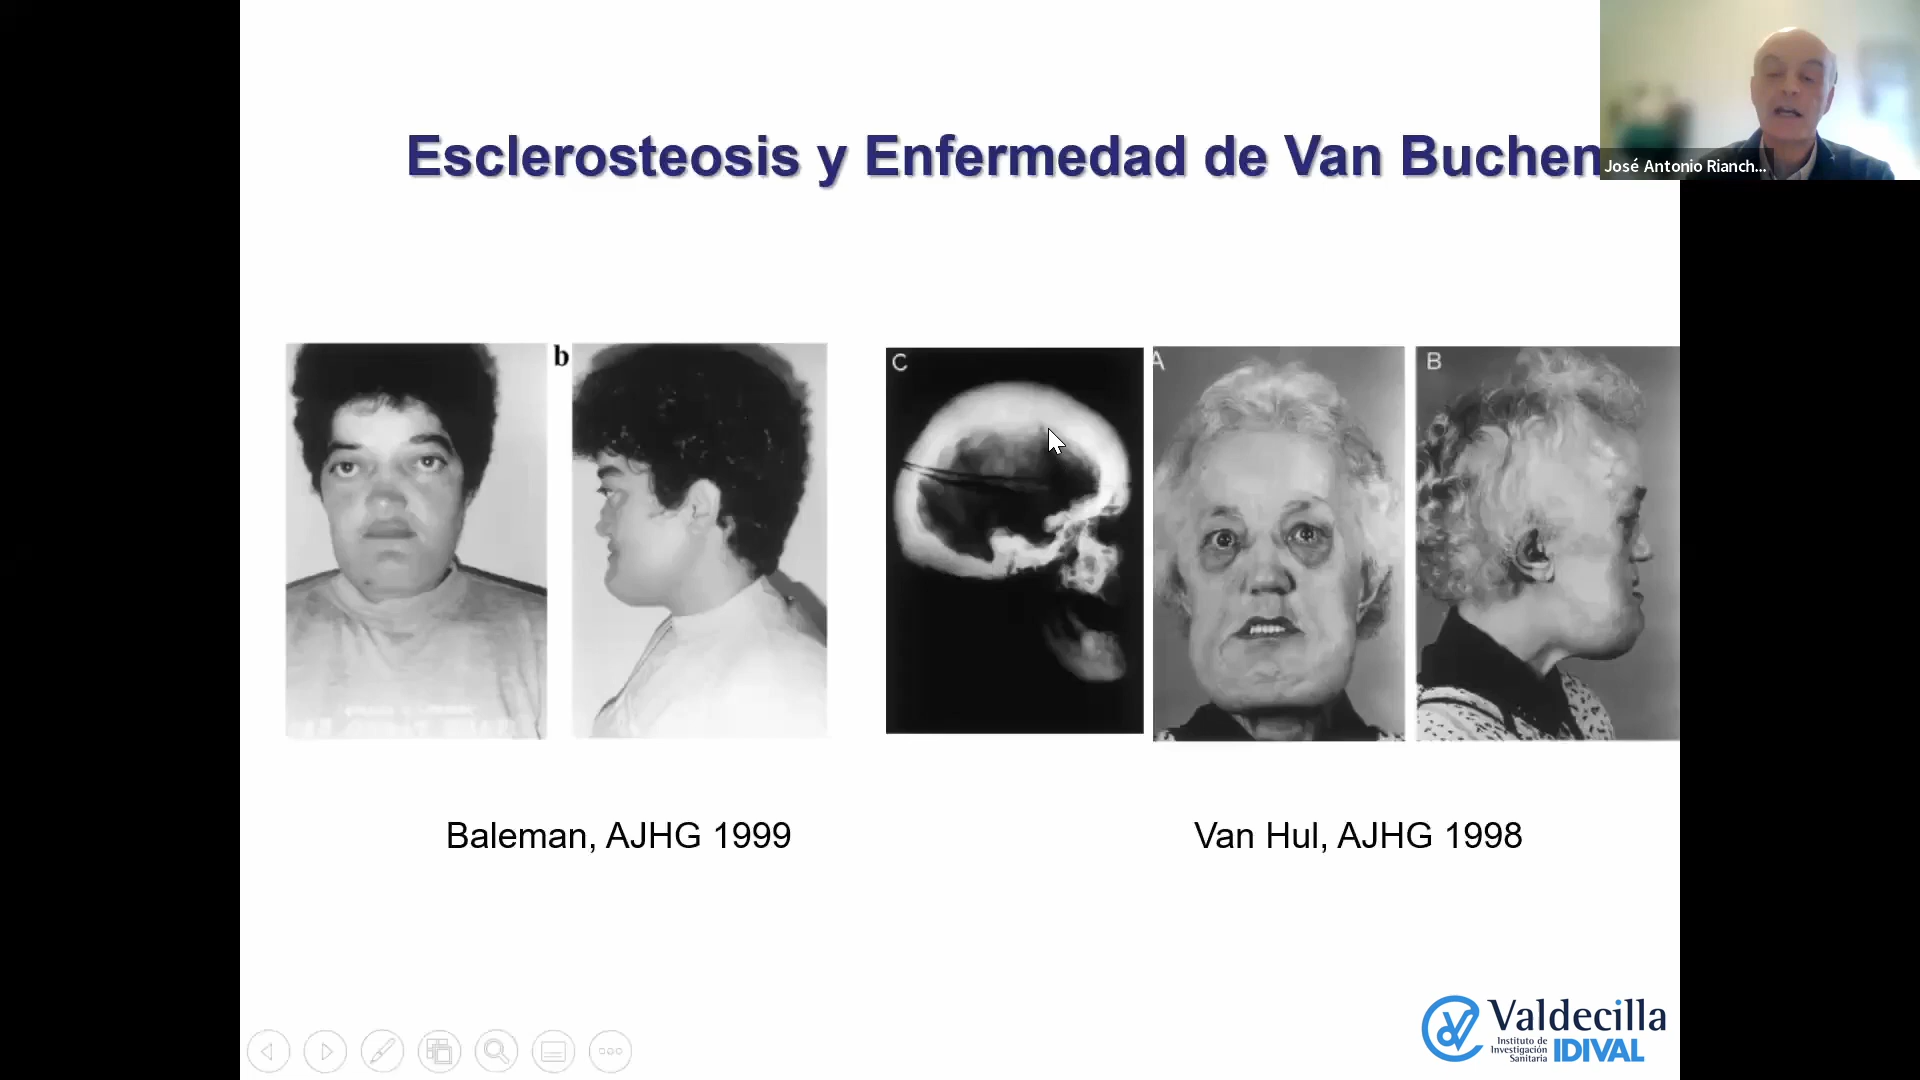 Esclerosteosis y Enfermedad de Van Buchen
José Antonio Rianch...
b
C
A
B
Baleman, AJHG 1999
Van Hul, AJHG 1998
Valdecilla
Instituto de
Investigación
Sanitaria
IDIVAL